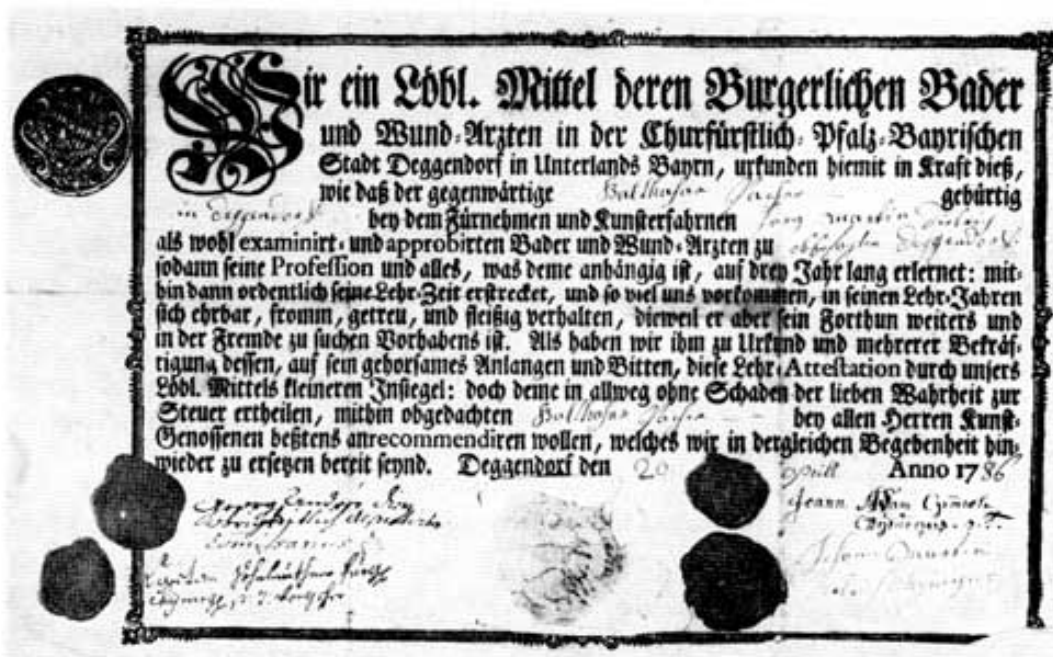 Wir ein Löbl. Mittel deren Burgerlichen Bader
und Wund-Arzten in der Churfürstlich-Pfalz-Bayrischen
Stadt Deggendorf in Unterlands Bayrn, urkunden hiemit in Kraft dieß,
wie daß der gegenwärtige Balthasar gebürtig
in Deggendorf bey dem Fürnehmen und Kunsterfahrnen Martin
als wohl examinirt- und approbirten Bader und Wund-Arzten zu Deggendorf
sodann seine Profession und alles, was deme anhängig ist, auf drey Jahr lang erlernet: mit-
hin dann ordentlich seine Lehr-Zeit erstrecket, und so viel uns vorkommen, in seinen Lehr-Jahren
sich ehrbar, fromm, getreu, und fleißig verhalten, dieweil er aber sein Forthun weiters und
in der Fremde zu suchen Vorhabens ist. Als haben wir ihm zu Urkund und mehrerer Bekräf-
tigung dessen, auf sein gehorsames Anlangen und Bitten, diese Lehr-Attestation durch unsers
Löbl. Mittels kleineren Insiegel: doch deme in allweg ohne Schaden der lieben Wahrheit zur
Steuer ertheilen, mithin obgedachten Balthasar bey allen Herren Kunst-
Genossenen beßtens anrecommendiren wollen, welches wir in dergleichen Begebenheit hin-
wieder zu ersetzen bereit seynd. Deggendorf den 20 April Anno 1786
Joann Adam
Johann